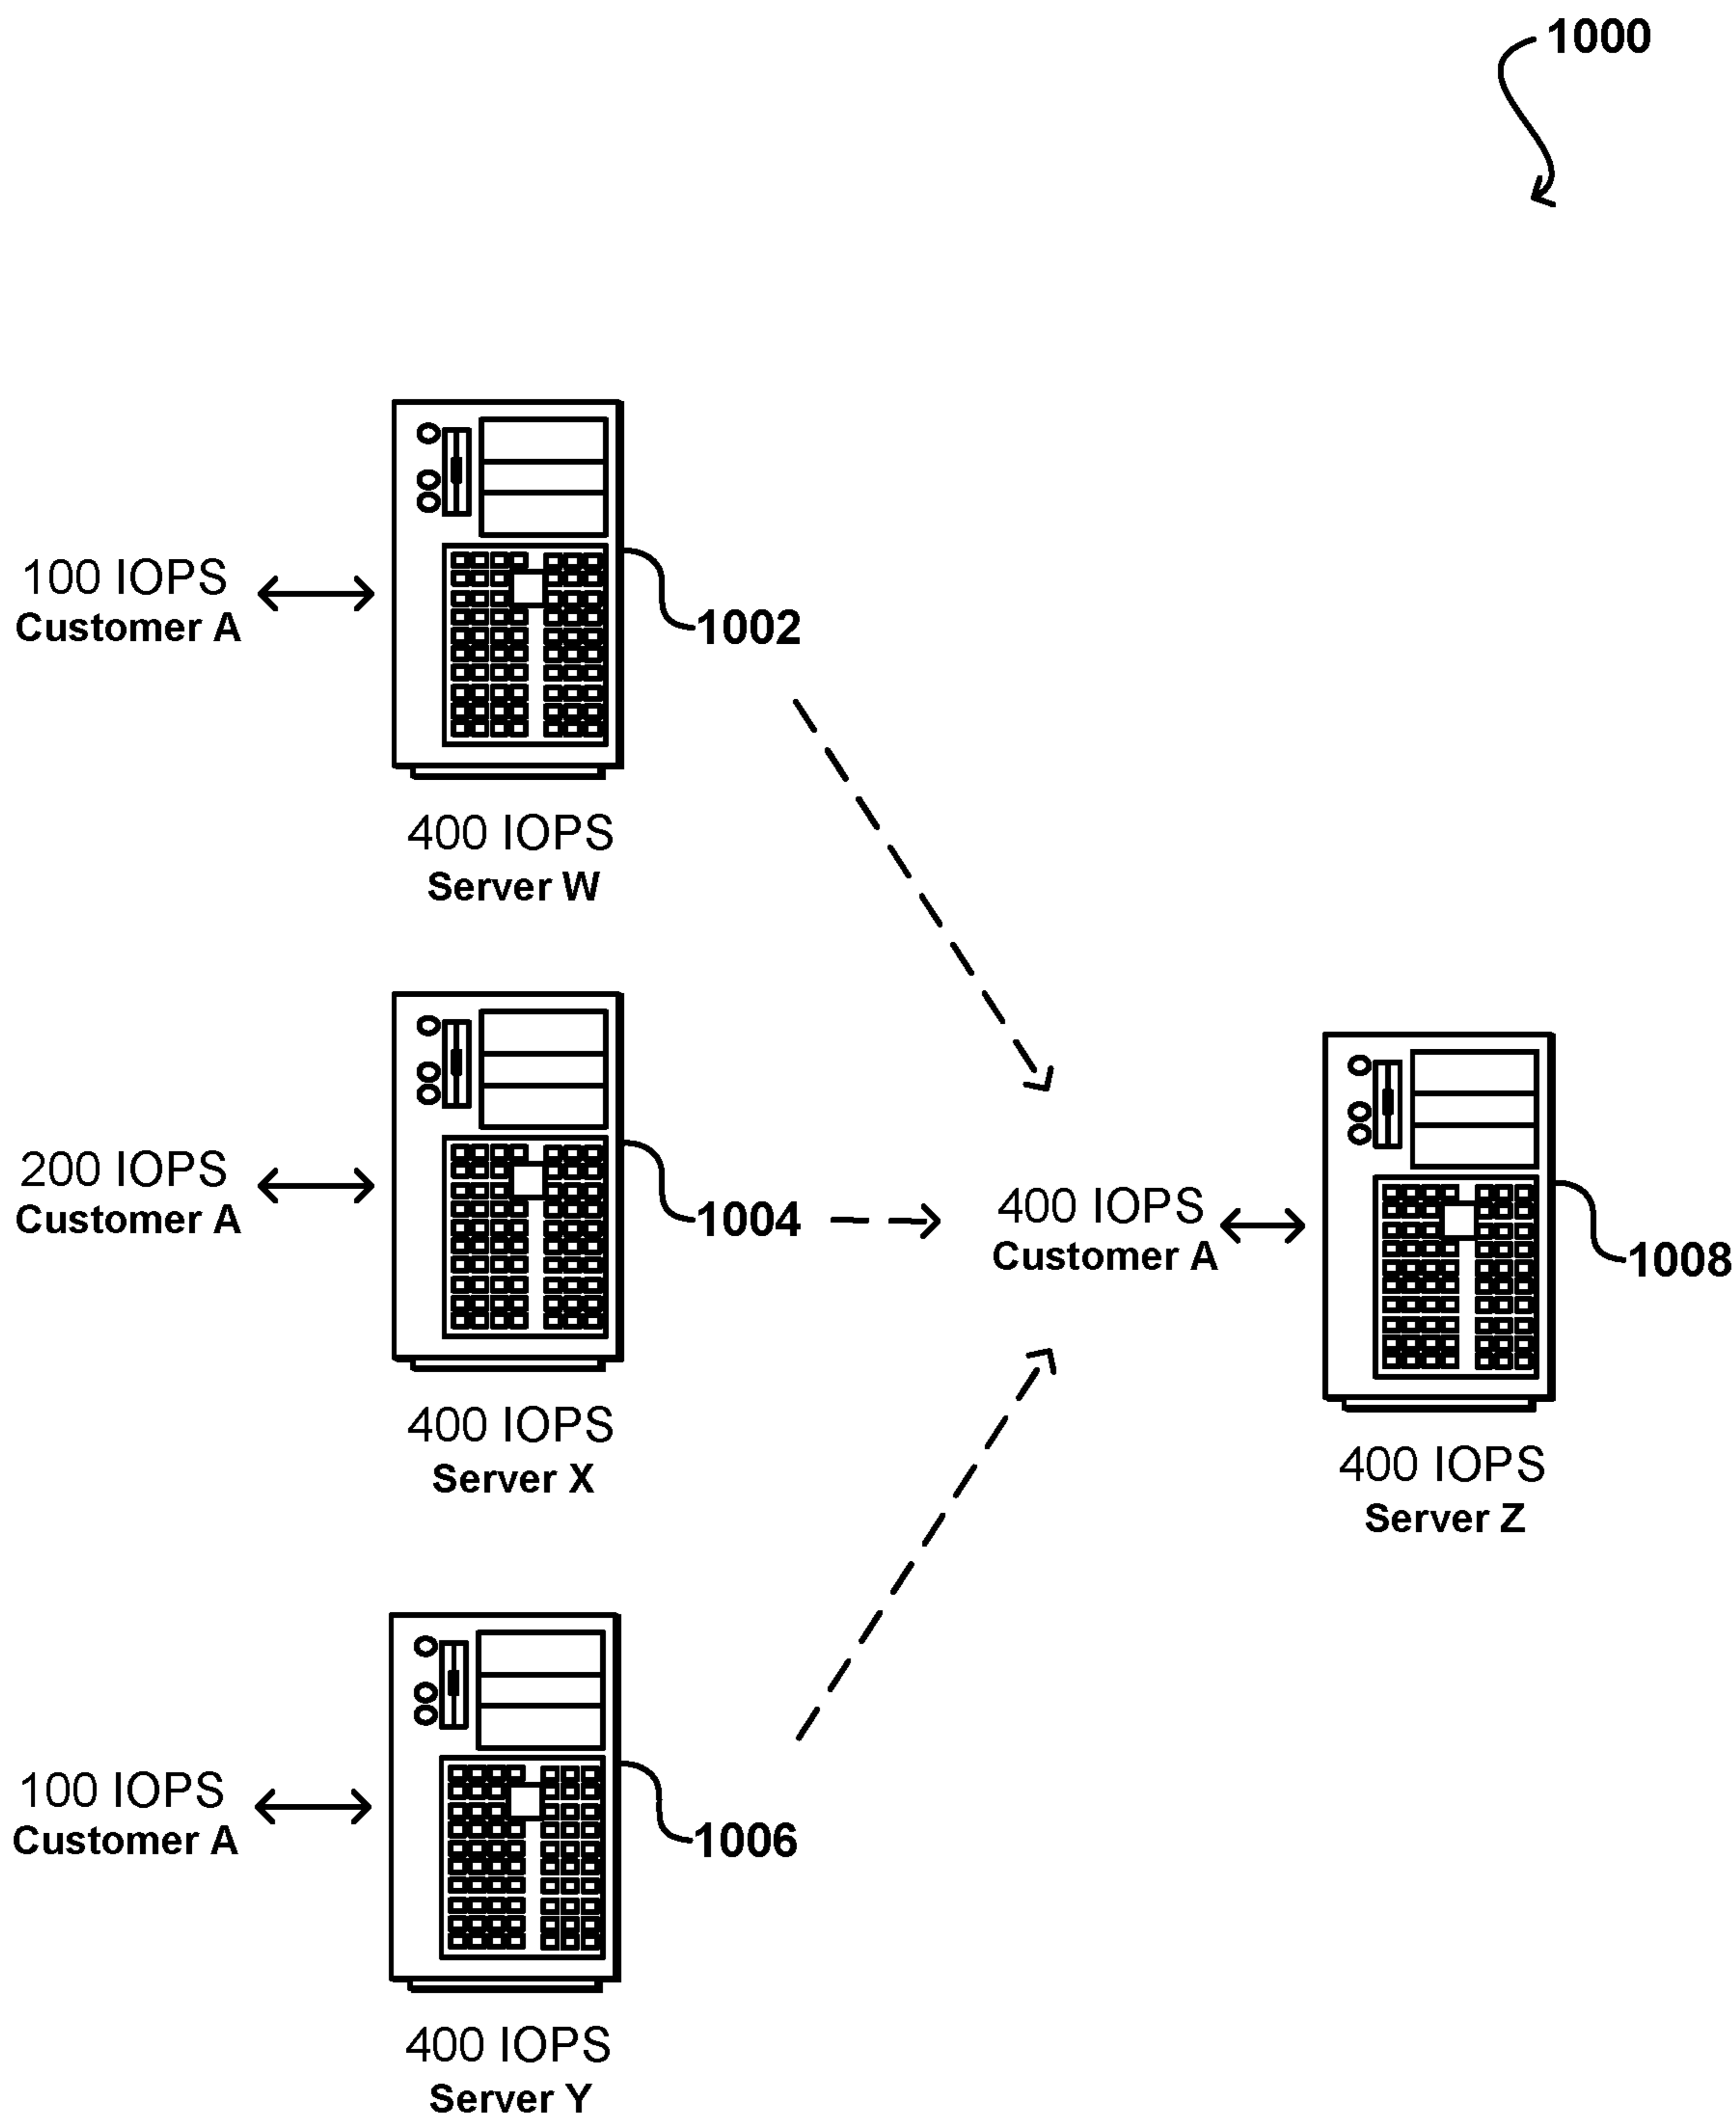 1000
100 IOPS
Customer A
1002
400 IOPS
Server W
200 IOPS
Customer A
1004
400 IOPS
Server X
400 IOPS
Customer A
1008
400 IOPS
Server Z
100 IOPS
Customer A
1006
400 IOPS
Server Y